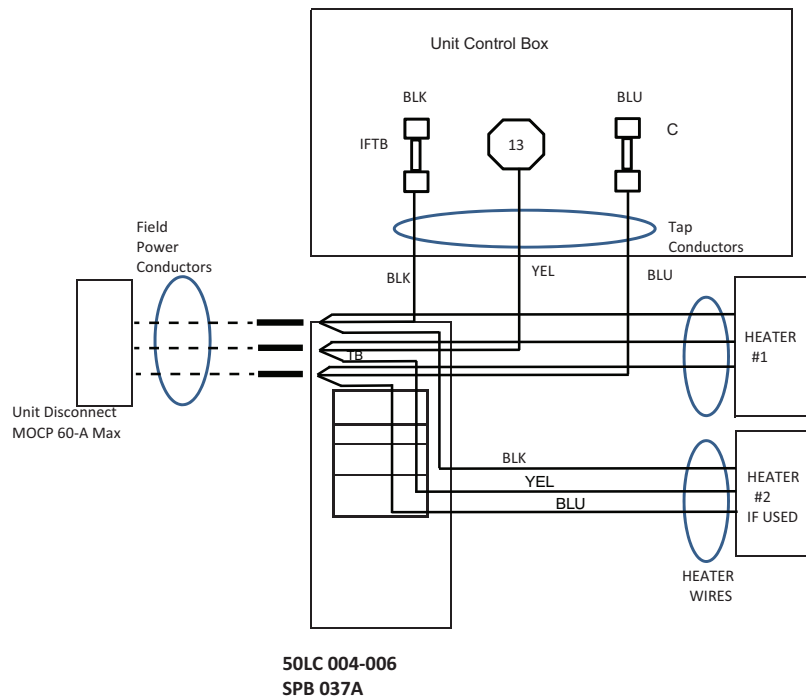 Unit Control Box
BLK
BLU
IFTB
13
C
Field
Power
Conductors
Tap
Conductors
BLK
YEL
BLU
TB
HEATER
#1
Unit Disconnect
MOCP 60-A Max
BLK
YEL
BLU
HEATER
#2
IF USED
HEATER
WIRES
50LC 004-006
SPB 037A